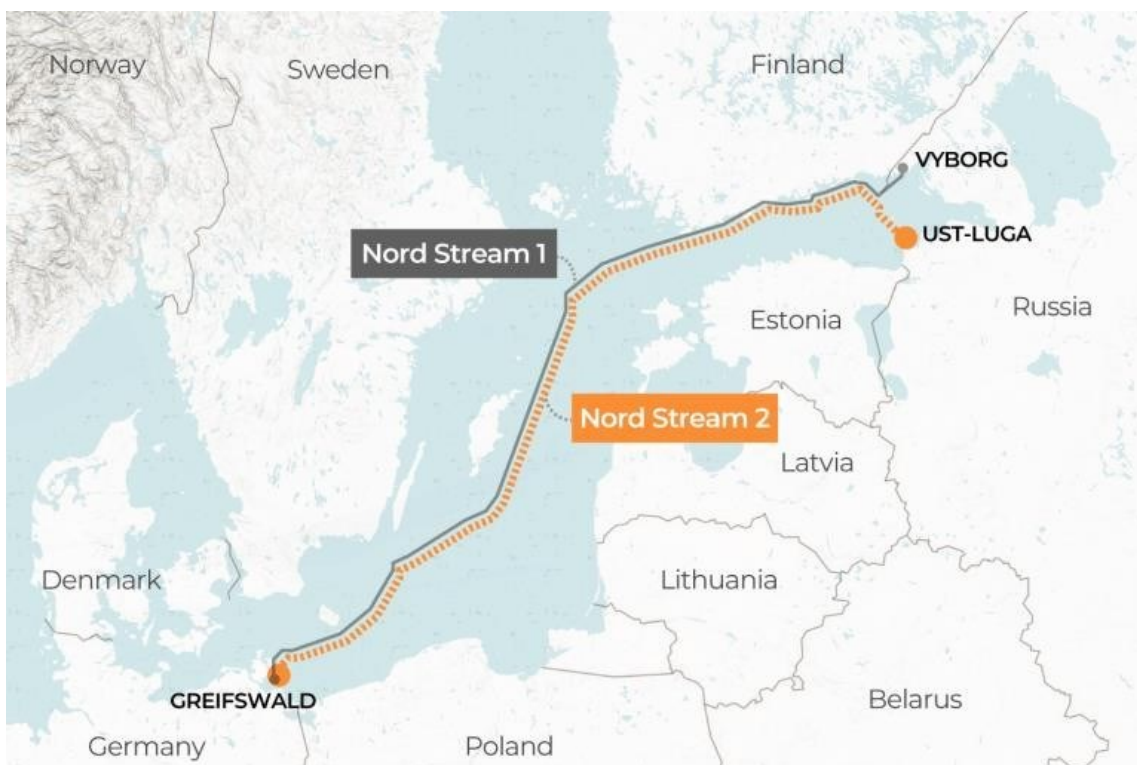 Norway
Sweden
Finland
VYBORG
UST-LUGA
Nord Stream 1
Estonia
Russia
Nord Stream 2
Latvia
Denmark
Lithuania
GREIFSWALD
Belarus
Germany
Poland